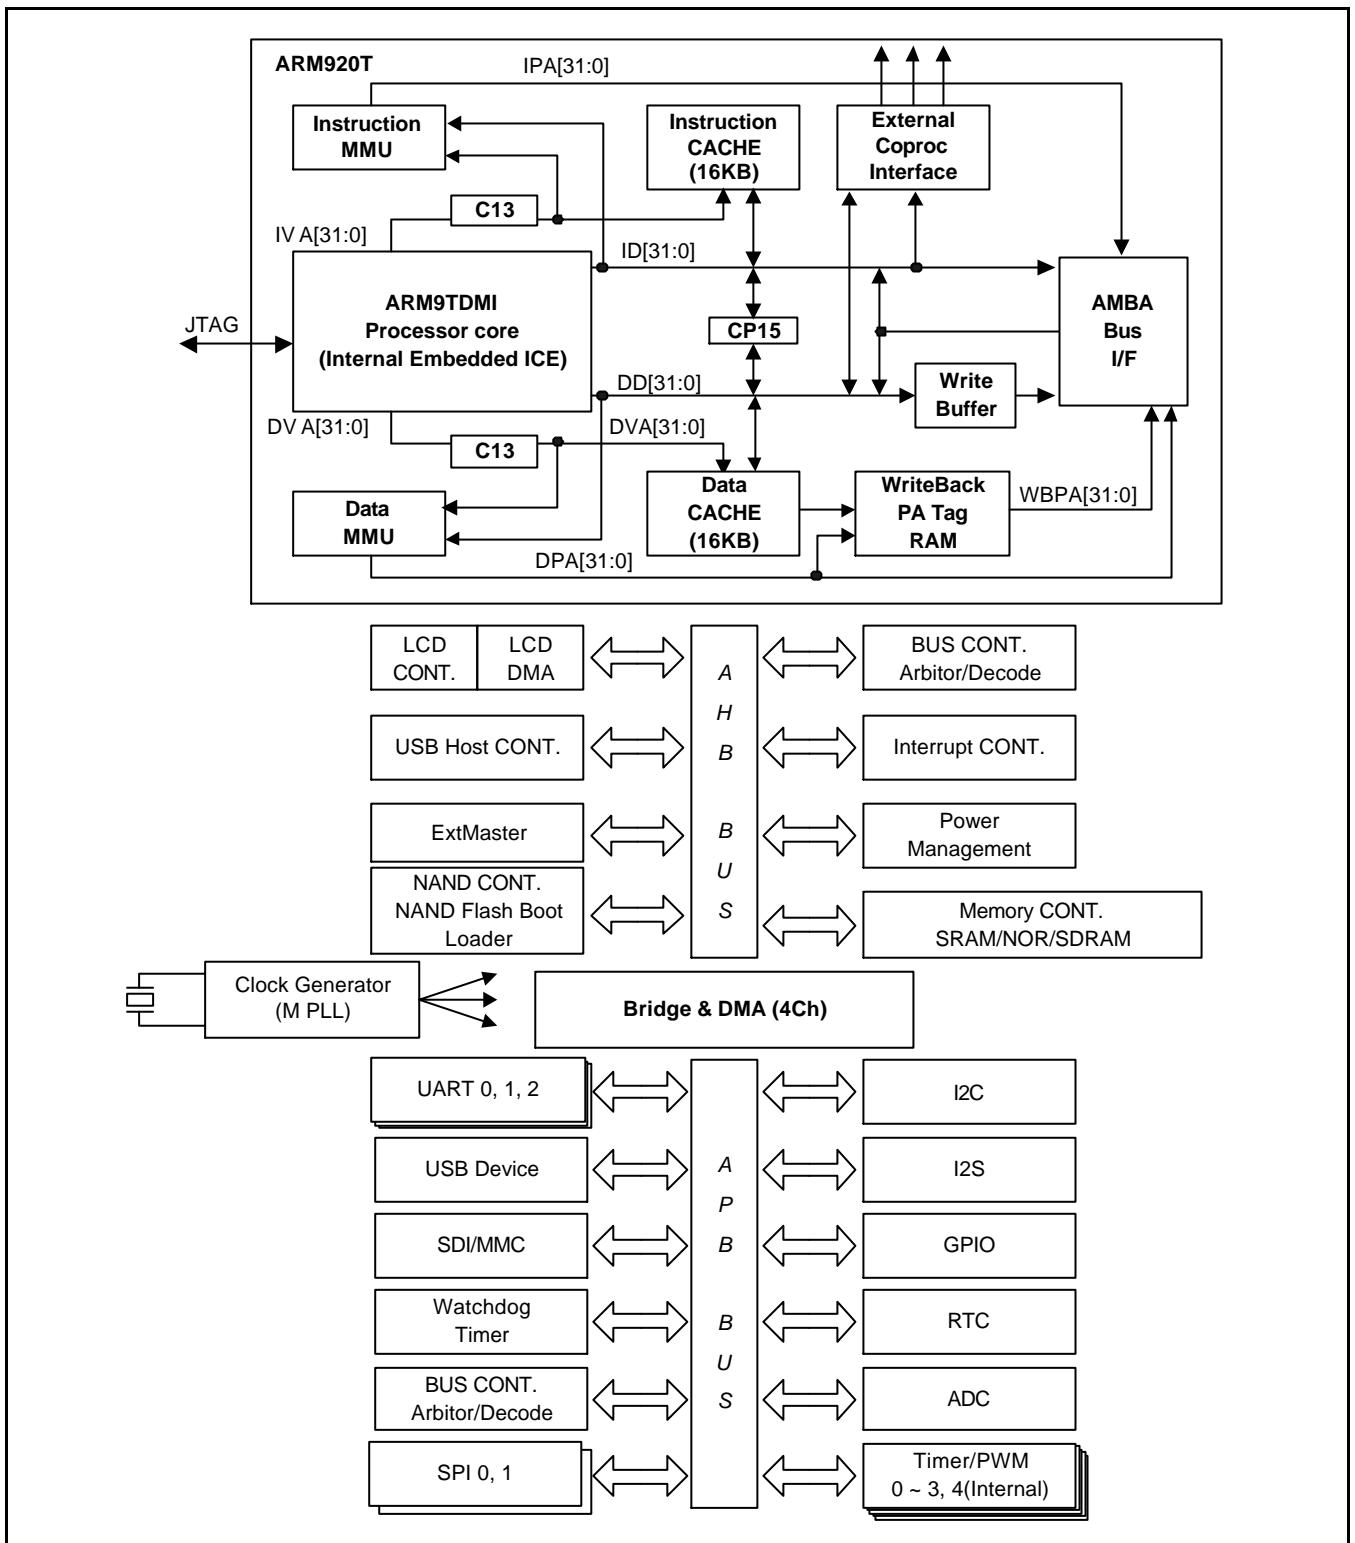 ARM920T
IPA[31:0]
Instruction
MMU
Instruction
CACHE
(16KB)
External
Coproc
Interface
C13
IV A[31:0]
ID[31:0]
ARM9TDMI
Processor core
(Internal Embedded ICE)
JTAG
CP15
AMBA
Bus
I/F
DD[31:0]
Write
Buffer
DV A[31:0]
DVA[31:0]
C13
Data
MMU
Data
CACHE
(16KB)
WriteBack
PA Tag
RAM
WBPA[31:0]
DPA[31:0]
LCD
CONT.
LCD
DMA
BUS CONT.
Arbitor/Decode
USB Host CONT.
Interrupt CONT.
ExtMaster
Power
Management
NAND CONT.
NAND Flash Boot
Loader
Memory CONT.
SRAM/NOR/SDRAM
A
H
B
B
U
S
Clock Generator
(M PLL)
Bridge & DMA (4Ch)
UART 0, 1, 2
I2C
USB Device
I2S
SDI/MMC
GPIO
Watchdog
Timer
RTC
BUS CONT.
Arbitor/Decode
ADC
SPI 0, 1
Timer/PWM
0 ~ 3, 4(Internal)
A
P
B
B
U
S